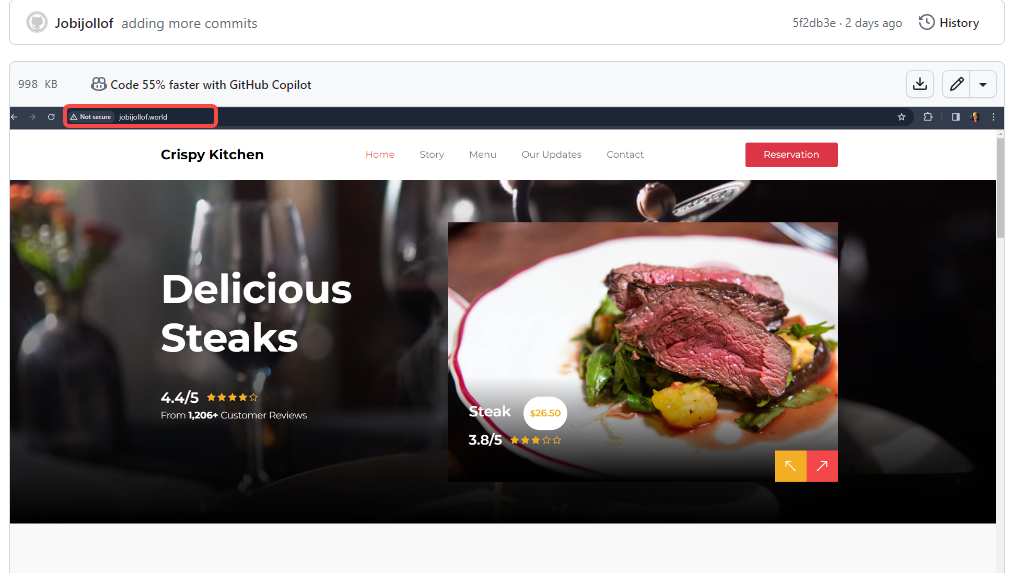 Jobijollof adding more commits 5f2db3e · 2 days ago History
998 KB Code 55% faster with GitHub Copilot
Not secure jobijollof.world
Crispy Kitchen Home Story Menu Our Updates Contact Reservation
Delicious
Steaks
4.4/5
From 1,206+ Customer Reviews
Steak $26.50
3.8/5